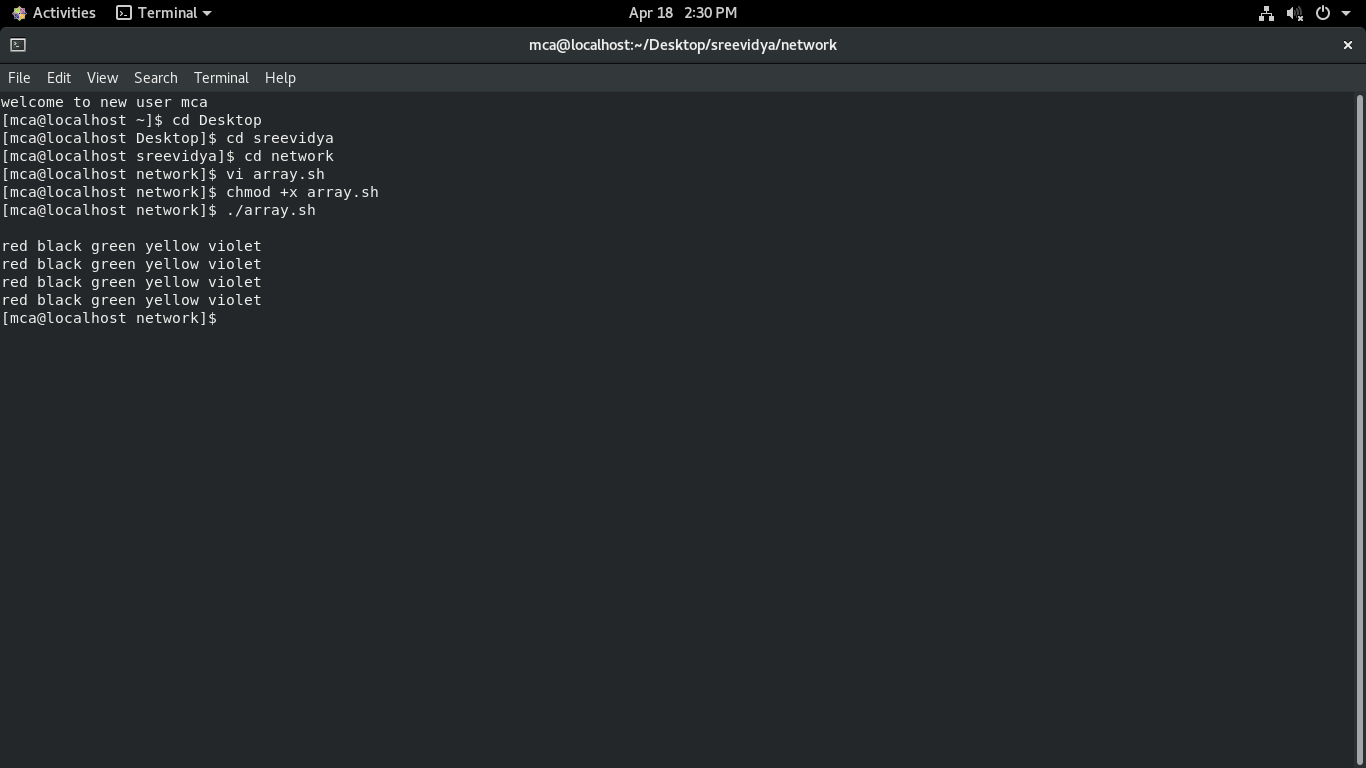 Activities Terminal Apr 18 2:30 PM
mca@localhost:~/Desktop/sreevidya/network
File Edit View Search Terminal Help
welcome to new user mca
[mca@localhost ~]$ cd Desktop
[mca@localhost Desktop]$ cd sreevidya
[mca@localhost sreevidya]$ cd network
[mca@localhost network]$ vi array.sh
[mca@localhost network]$ chmod +x array.sh
[mca@localhost network]$ ./array.sh
red black green yellow violet
red black green yellow violet
red black green yellow violet
red black green yellow violet
[mca@localhost network]$